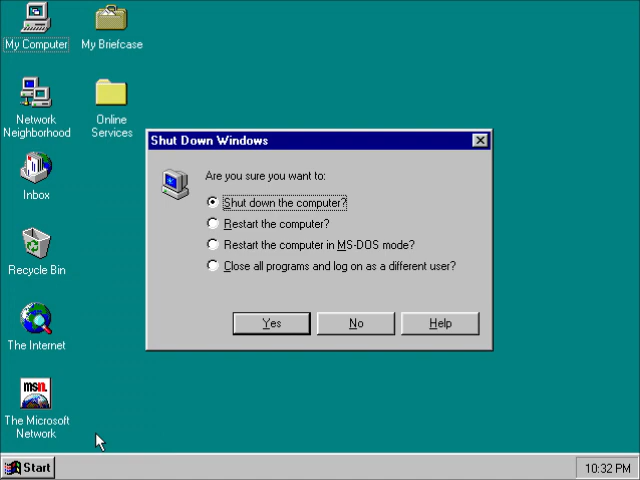 My Computer
My Briefcase
Network
Neighborhood
Online
Services
Inbox
Recycle Bin
The Internet
msn.
The Microsoft
Network
Shut Down Windows
Are you sure you want to:
Shut down the computer?
Restart the computer?
Restart the computer in MS-DOS mode?
Close all programs and log on as a different user?
Yes
No
Help
Start
10:32 PM